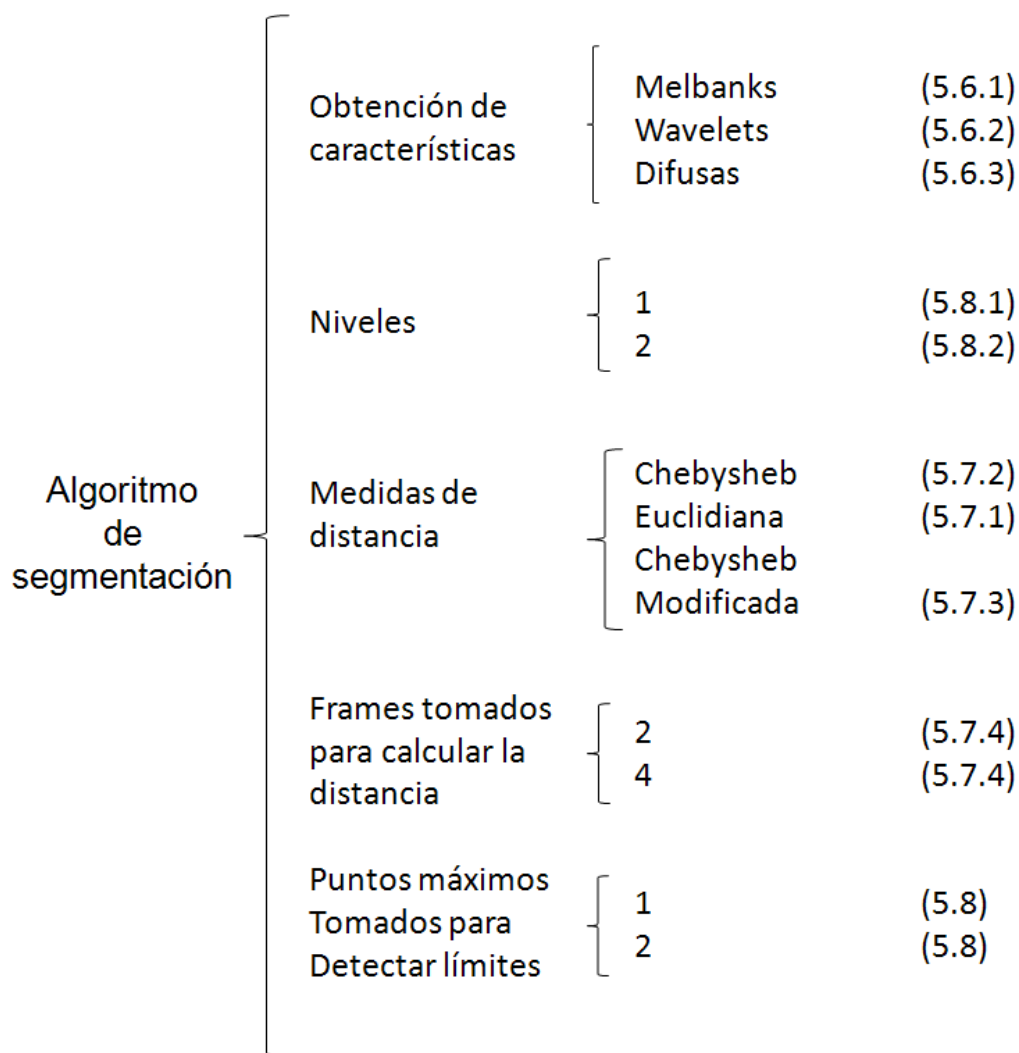 Obtención de
características
Melbanks (5.6.1)
Wavelets (5.6.2)
Difusas (5.6.3)
Niveles
1 (5.8.1)
2 (5.8.2)
Algoritmo
de
segmentación
Medidas de
distancia
Chebysheb (5.7.2)
Euclidiana (5.7.1)
Chebysheb
Modificada (5.7.3)
Frames tomados
para calcular la
distancia
2 (5.7.4)
4 (5.7.4)
Puntos máximos
Tomados para
Detectar límites
1 (5.8)
2 (5.8)